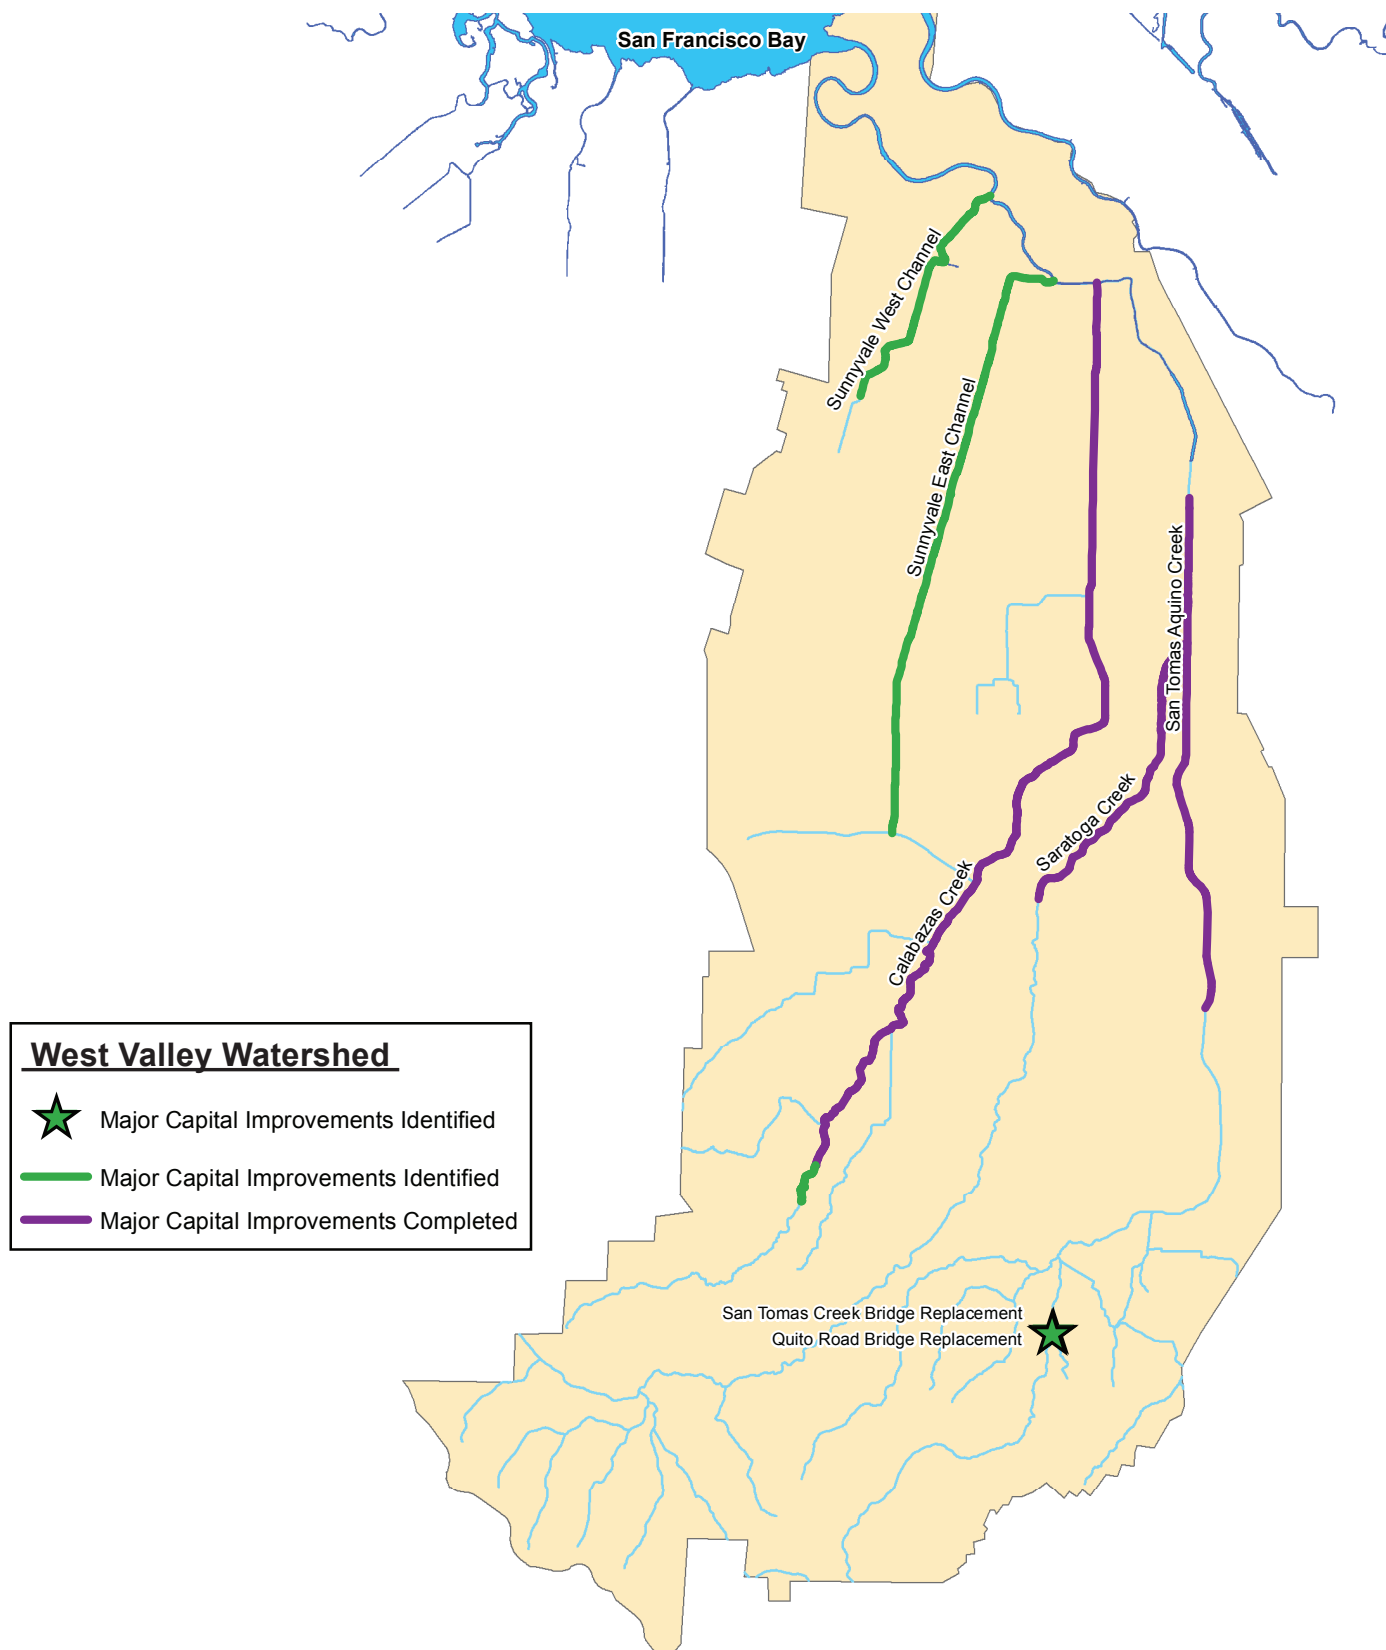 San Francisco Bay
Sunnyvale West Channel
Sunnyvale East Channel
San Tomas Aquino Creek
Saratoga Creek
Calabazas Creek
West Valley Watershed
Major Capital Improvements Identified
Major Capital Improvements Identified
Major Capital Improvements Completed
San Tomas Creek Bridge Replacement
Quito Road Bridge Replacement